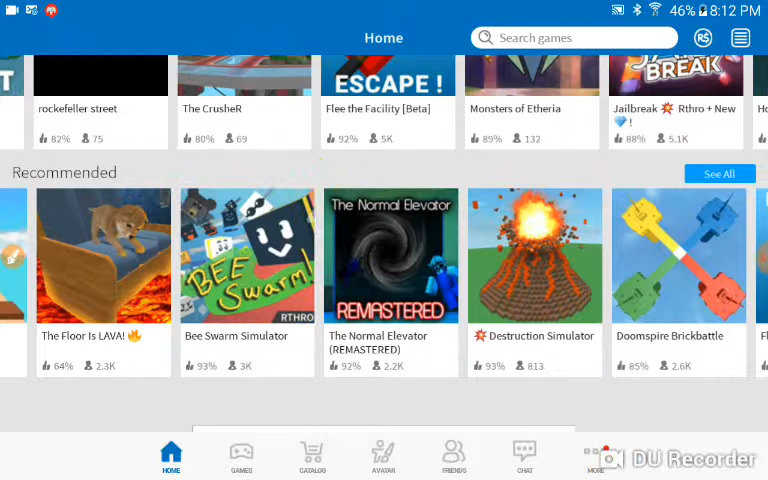 46% 8:12 PM
Home
Search games
R$
T
ESCAPE !
BREAK
rockefeller street
The CrusheR
Flee the Facility [Beta]
Monsters of Etheria
Jailbreak 💥 Rthro + New 💎 !
Ho
82% 75
80% 69
92% 5K
89% 132
88% 5.1K
Recommended
See All
BEE Swarm!
RTHRO
The Normal Elevator
REMASTERED
The Floor Is LAVA! 🔥
Bee Swarm Simulator
The Normal Elevator
(REMASTERED)
💥 Destruction Simulator
Doomspire Brickbattle
Fl
64% 2.3K
93% 3K
92% 2.2K
93% 813
85% 2.6K
HOME
GAMES
CATALOG
AVATAR
FRIENDS
CHAT
MORE
DU Recorder